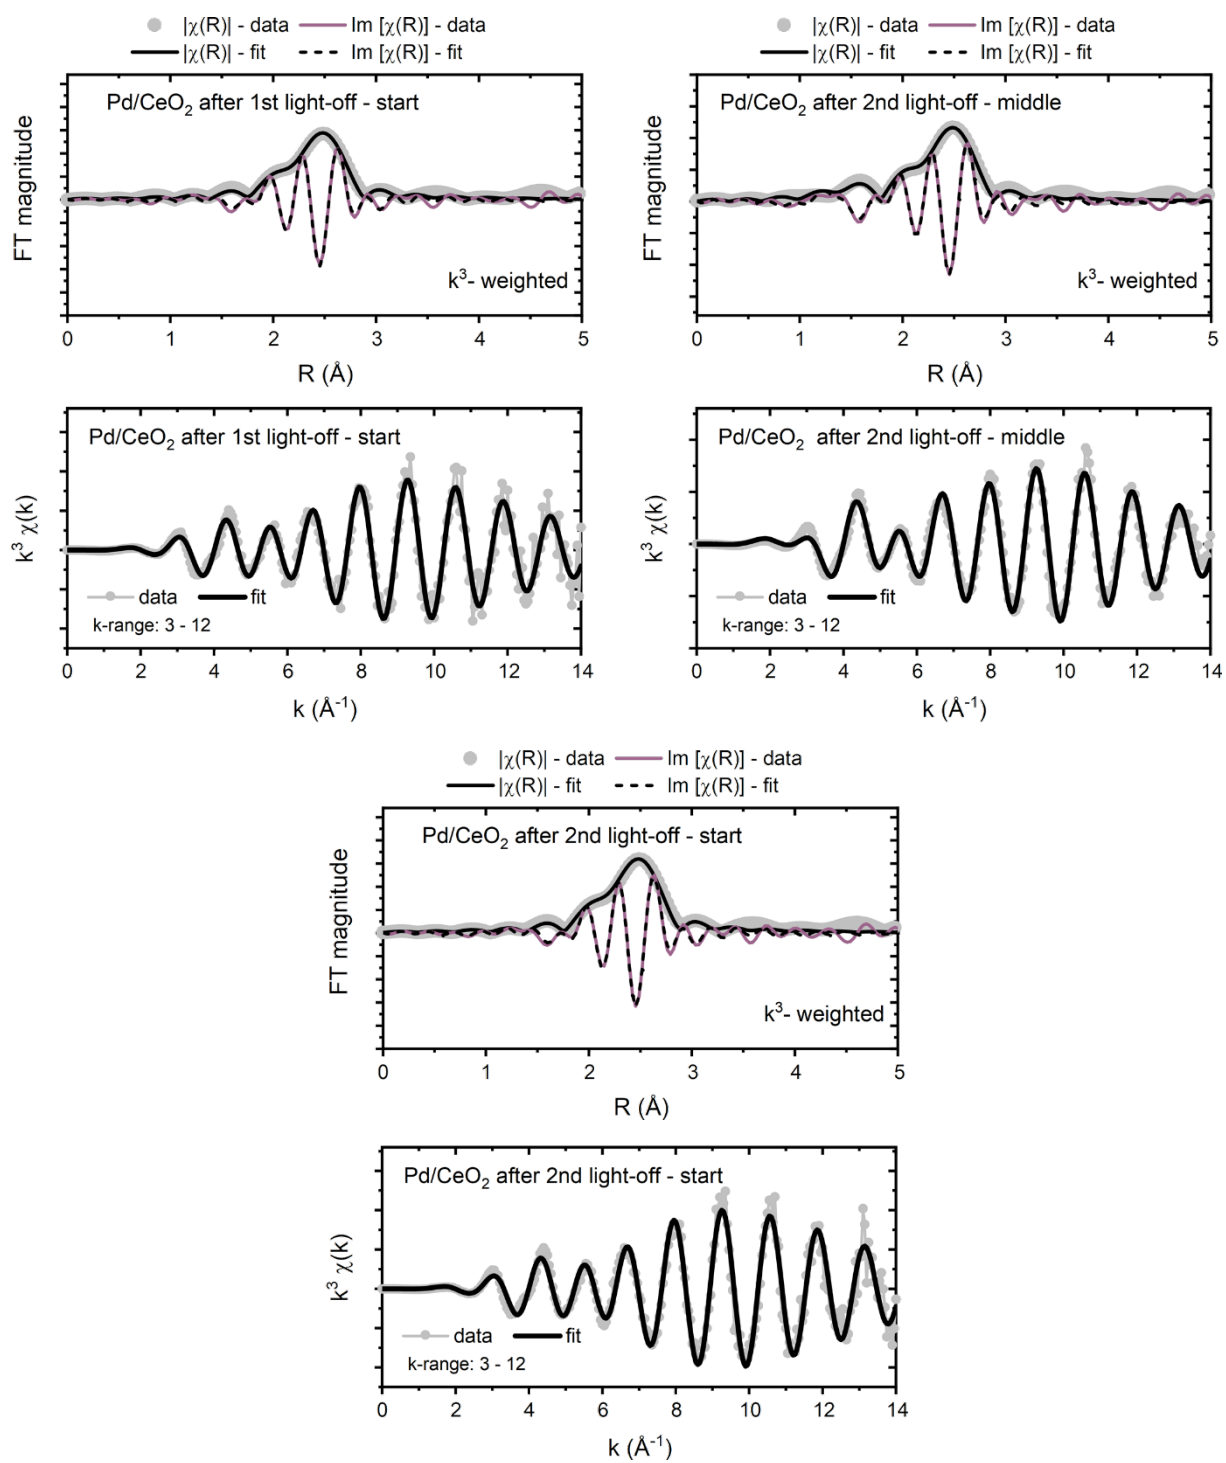 |χ(R)| - data Im [χ(R)] - data
|χ(R)| - fit Im [χ(R)] - fit
Pd/CeO₂ after 1st light-off - start
FT magnitude
k³- weighted
0 1 2 3 4 5
R (Å)
Pd/CeO₂ after 1st light-off - start
k³ χ(k)
data fit
k-range: 3 - 12
0 2 4 6 8 10 12 14
k (Å⁻¹)
|χ(R)| - data Im [χ(R)] - data
|χ(R)| - fit Im [χ(R)] - fit
Pd/CeO₂ after 2nd light-off - middle
FT magnitude
k³- weighted
0 1 2 3 4 5
R (Å)
Pd/CeO₂ after 2nd light-off - middle
k³ χ(k)
data fit
k-range: 3 - 12
0 2 4 6 8 10 12 14
k (Å⁻¹)
|χ(R)| - data Im [χ(R)] - data
|χ(R)| - fit Im [χ(R)] - fit
Pd/CeO₂ after 2nd light-off - start
FT magnitude
k³- weighted
0 1 2 3 4 5
R (Å)
Pd/CeO₂ after 2nd light-off - start
k³ χ(k)
data fit
k-range: 3 - 12
0 2 4 6 8 10 12 14
k (Å⁻¹)